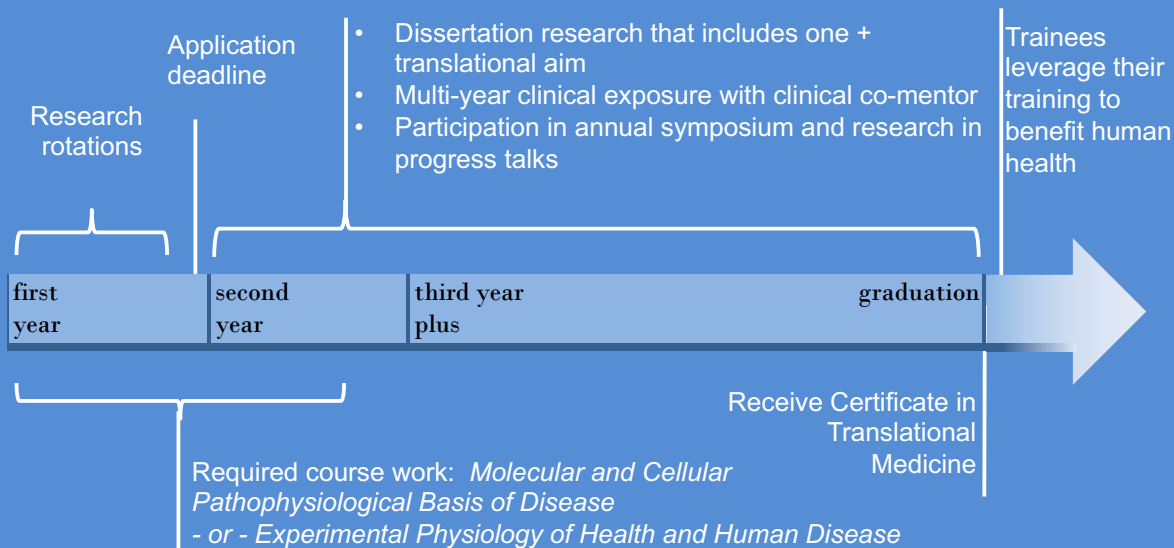 Application
deadline
Research
rotations
• Dissertation research that includes one +
translational aim
• Multi-year clinical exposure with clinical co-mentor
• Participation in annual symposium and research in
progress talks
Trainees
leverage their
training to
benefit human
health
first
year
second
year
third year
plus
graduation
Receive Certificate in
Translational
Medicine
Required course work: Molecular and Cellular
Pathophysiological Basis of Disease
- or - Experimental Physiology of Health and Human Disease